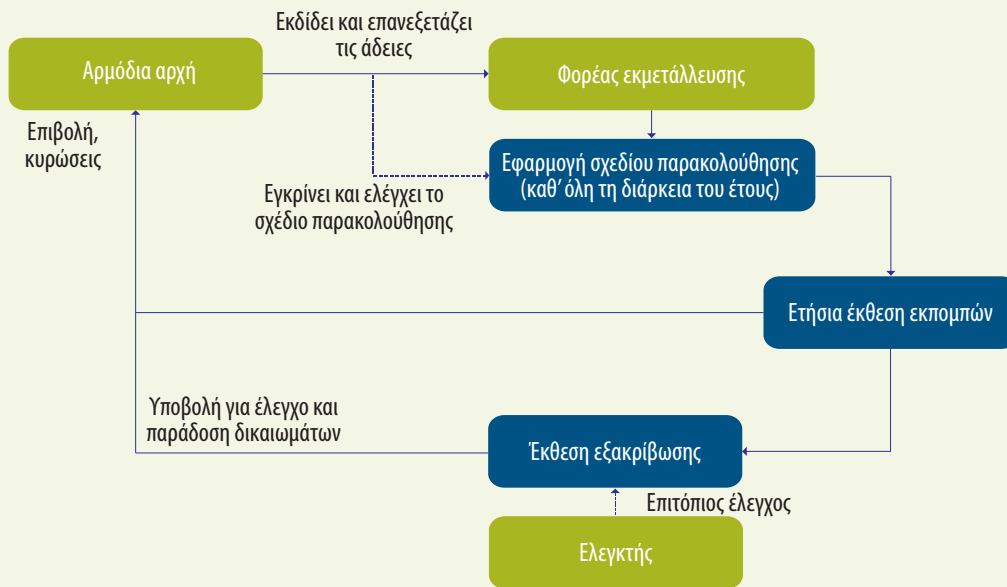 Εκδίδει και επανεξετάζει
τις άδειες
Αρμόδια αρχή
Φορέας εκμετάλλευσης
Επιβολή,
κυρώσεις
Εφαρμογή σχεδίου παρακολούθησης
(καθ’ όλη τη διάρκεια του έτους)
Εγκρίνει και ελέγχει το
σχέδιο παρακολούθησης
Ετήσια έκθεση εκπομπών
Υποβολή για έλεγχο και
παράδοση δικαιωμάτων
Έκθεση εξακρίβωσης
Επιτόπιος έλεγχος
Ελεγκτής